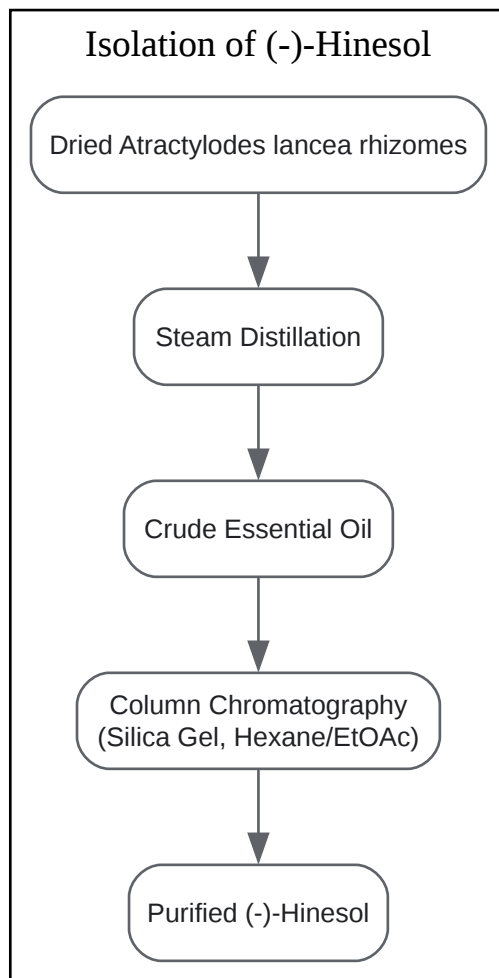 Isolation of (-)-Hinesol
Dried Atractylodes lancea rhizomes
Steam Distillation
Crude Essential Oil
Column Chromatography
(Silica Gel, Hexane/EtOAc)
Purified (-)-Hinesol